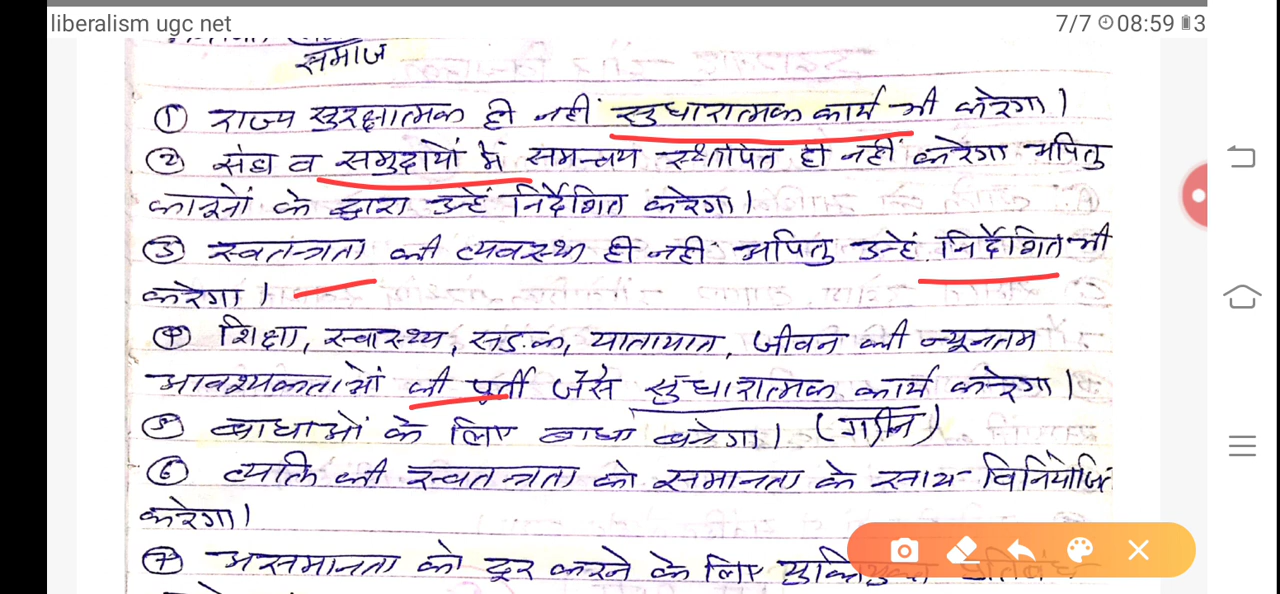 liberalism ugc net 7/7 08:59 3
समाज
① राज्य सुरक्षात्मक ही नहीं सुधारात्मक कार्य भी करेगा।
② संघ व समुदायों में समन्वय स्थापित ही नहीं करेगा अपितु
कानूनों के द्वारा उन्हें निर्देशित करेगा।
③ स्वतन्त्रता की व्यवस्था ही नहीं अपितु उन्हें निर्देशित भी
करेगा।
④ शिक्षा, स्वास्थ्य, सड़क, यातायात, जीवन की न्यूनतम
आवश्यकताओं की पूर्ती जैसे सुधारात्मक कार्य करेगा।
⑤ बाधाओं के लिए बाधा बनेगा। (ग्रीन)
⑥ व्यक्ति की स्वतन्त्रता को समानता के साथ विनियोजित
करेगा।
⑦ असमानता को दूर करने के लिए युक्तियुक्त प्रतिबंध